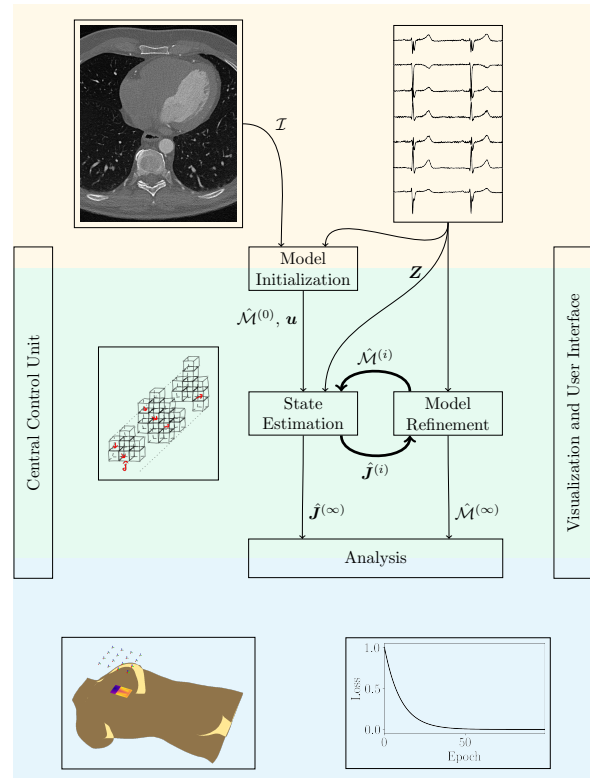 𝓘
Model
Initialization
𝒁
𝓜̂⁽⁰⁾, 𝒖
Central Control Unit
Visualization and User Interface
𝓜̂⁽ⁱ⁾
State
Estimation
Model
Refinement
𝑱̂⁽ⁱ⁾
𝑱̂⁽∞⁾
𝓜̂⁽∞⁾
Analysis
Loss
1.0
0.5
0.0
0
50
Epoch